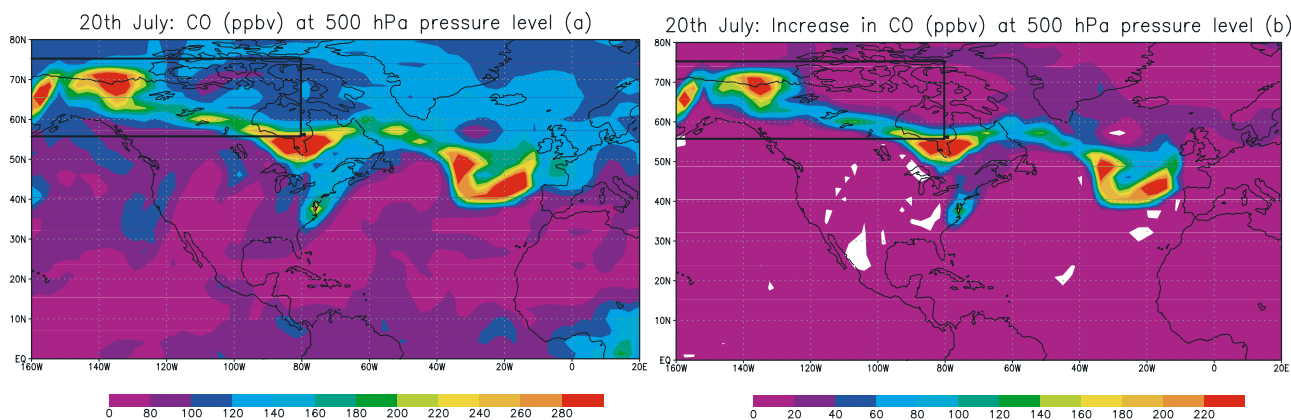 20th July: CO (ppbv) at 500 hPa pressure level (a)
80N
70N
60N
50N
40N
30N
20N
10N
EQ
160W 140W 120W 100W 80W 60W 40W 20W 0 20E
0 80 100 120 140 160 180 200 220 240 260 280
20th July: Increase in CO (ppbv) at 500 hPa pressure level (b)
80N
70N
60N
50N
40N
30N
20N
10N
EQ
160W 140W 120W 100W 80W 60W 40W 20W 0 20E
0 20 40 60 80 100 120 140 160 180 200 220